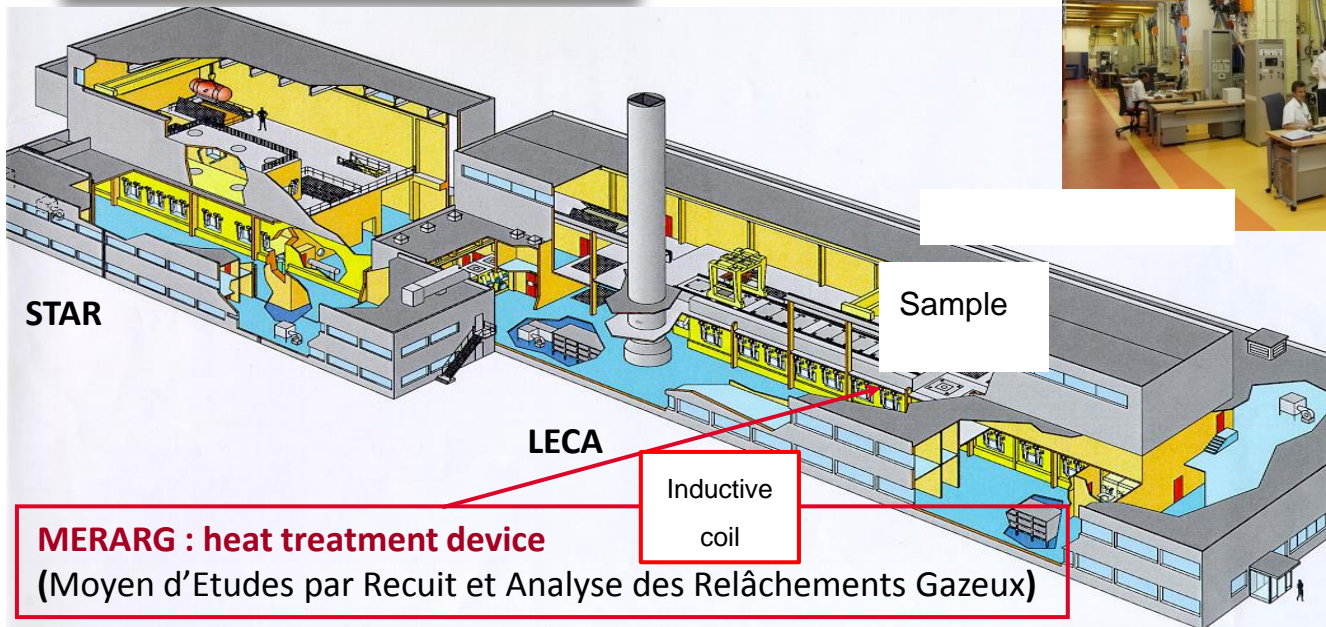 Sample
STAR
LECA
Inductive
coil
MERARG : heat treatment device
(Moyen d’Etudes par Recuit et Analyse des Relâchements Gazeux)